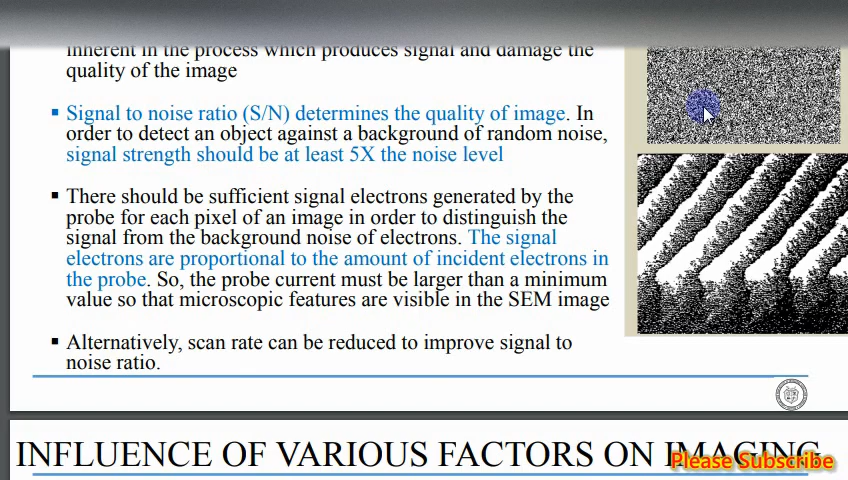 inherent in the process which produces signal and damage the
quality of the image
▪ Signal to noise ratio (S/N) determines the quality of image. In
order to detect an object against a background of random noise,
signal strength should be at least 5X the noise level
▪ There should be sufficient signal electrons generated by the
probe for each pixel of an image in order to distinguish the
signal from the background noise of electrons. The signal
electrons are proportional to the amount of incident electrons in
the probe. So, the probe current must be larger than a minimum
value so that microscopic features are visible in the SEM image
▪ Alternatively, scan rate can be reduced to improve signal to
noise ratio.
INFLUENCE OF VARIOUS FACTORS ON IMAGING
Please Subscribe